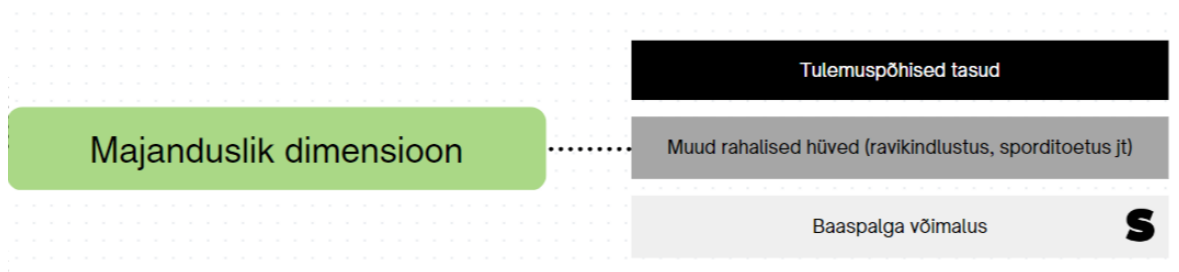 Majanduslik dimensioon
Tulemuspõhised tasud
Muud rahalised hüved (ravikindlustus, sporditoetus jt)
Baaspalga võimalus
S